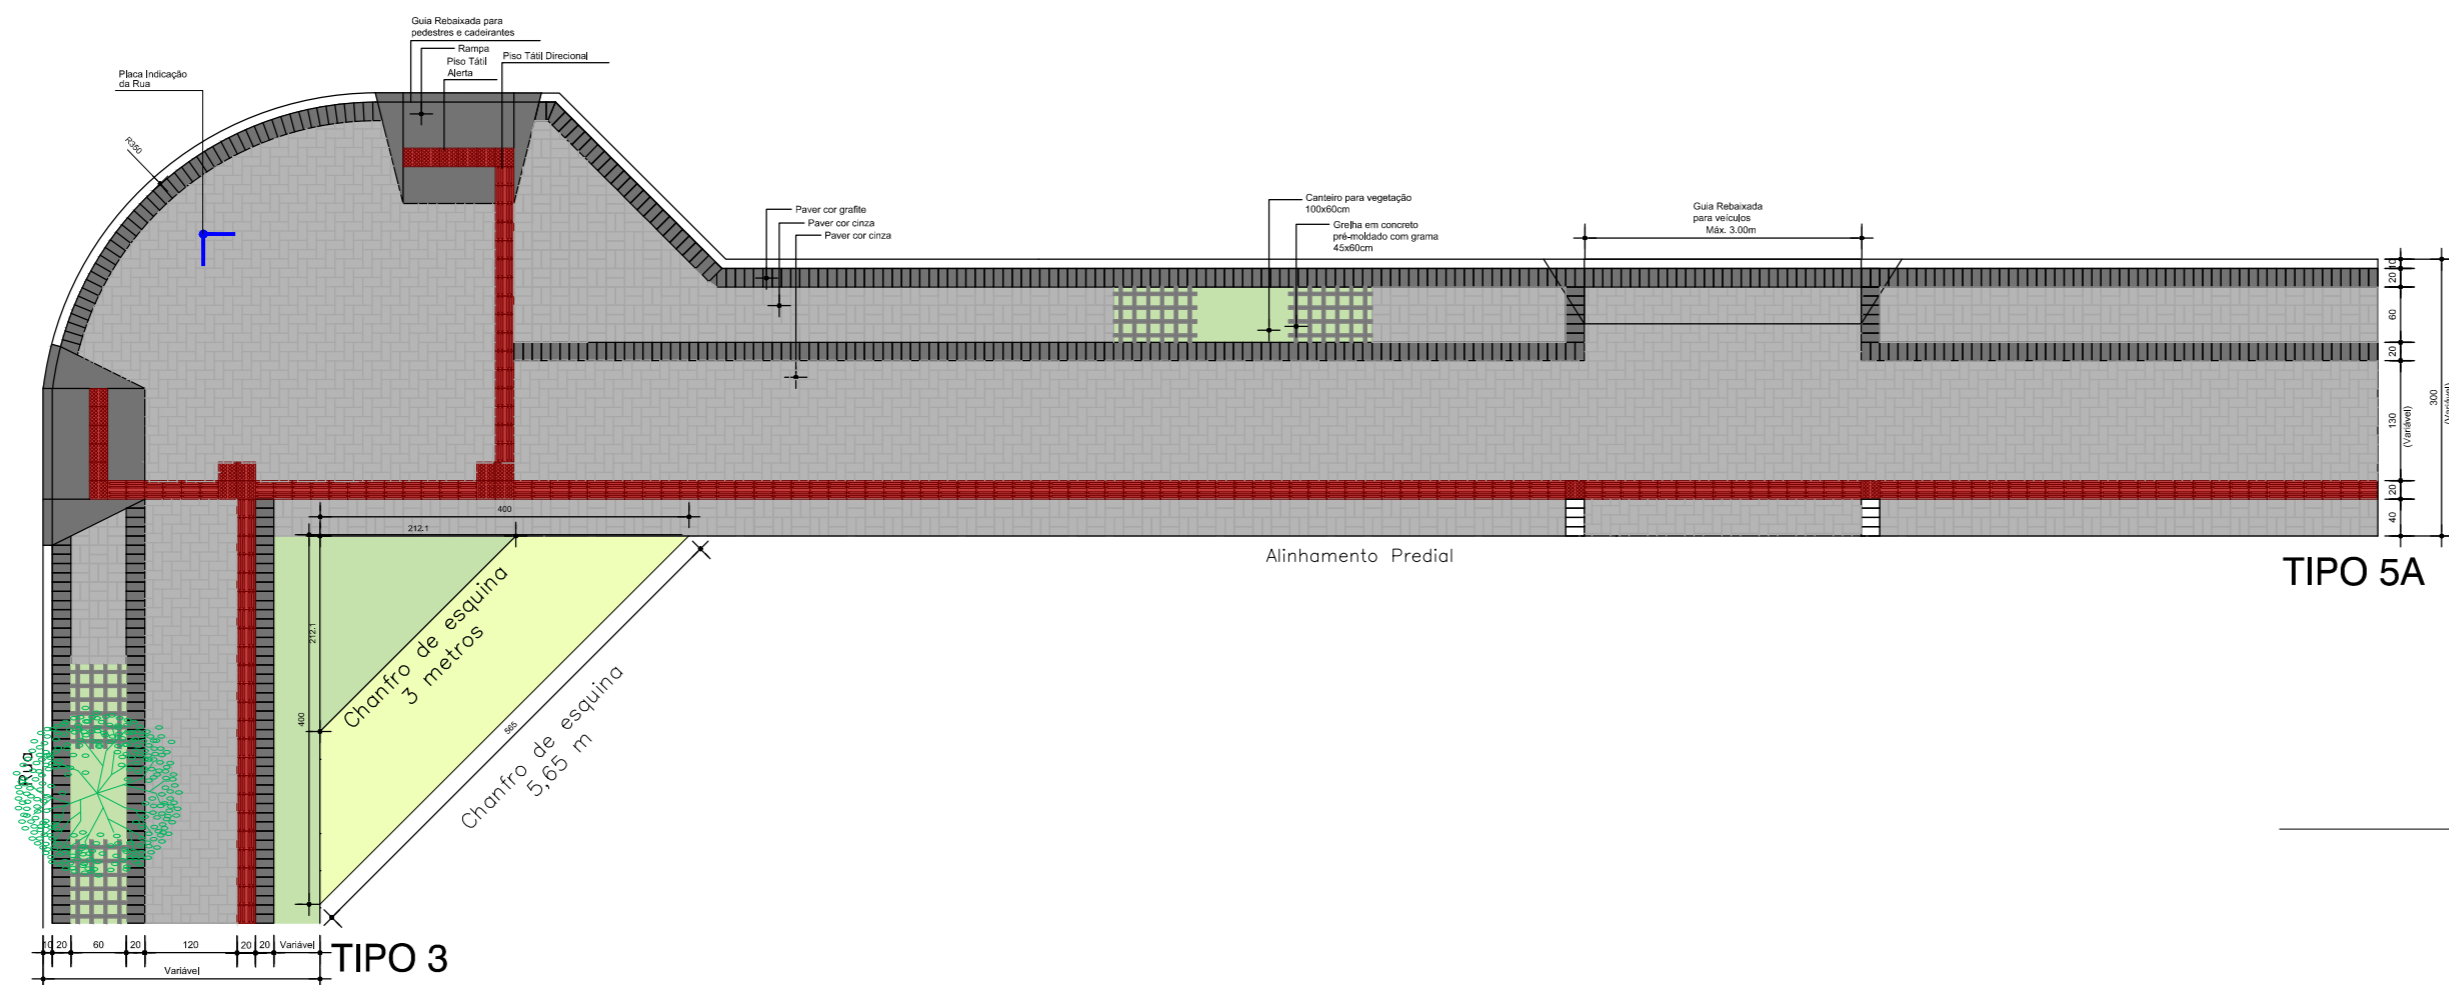 Guia Rebaixada para
pedestres e cadeirantes
Rampa
Piso Tátil
Alerta
Piso Tátil Direcional
Placa Indicação
da Rua
R350
Paver cor grafite
Paver cor cinza
Paver cor cinza
Canteiro para vegetação
100x60cm
Grelha em concreto
pré-moldado com grama
45x60cm
Guia Rebaixada
para veículos
Máx. 3.00m
10
20
60
20
130
(Variável)
20
40
300
(Variável)
400
212.1
212.1
400
565
Chanfro de esquina
3 metros
Chanfro de esquina
5,65 m
Alinhamento Predial
TIPO 5A
Rua
10 20 60 20 120 20 20 Variável
Variável
TIPO 3